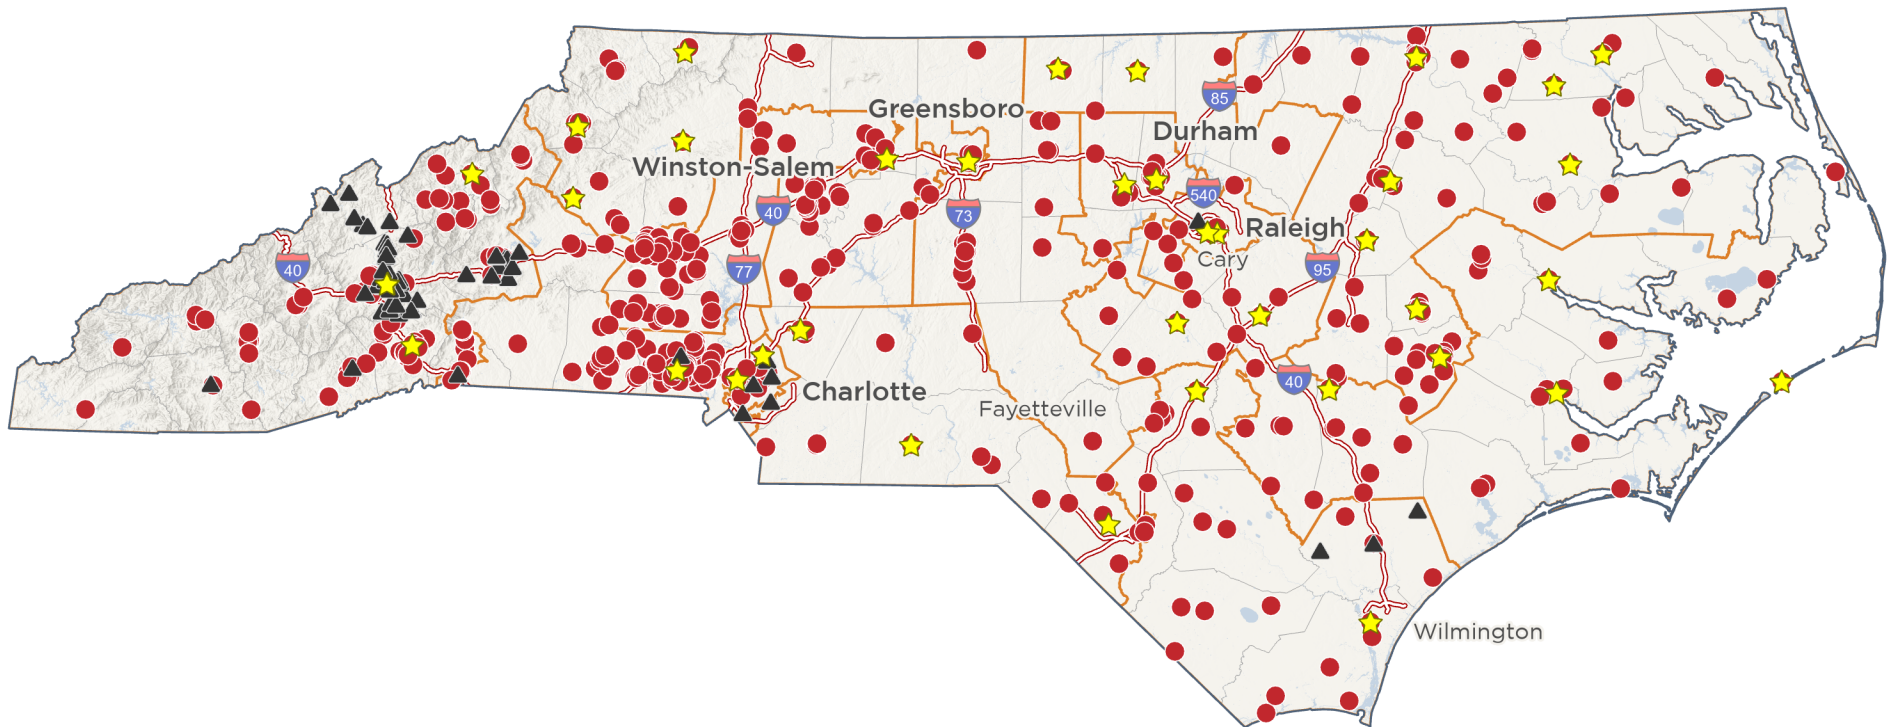 85
Greensboro
Durham
Winston-Salem
540
40
73
Raleigh
Cary
40
77
95
40
Charlotte
Fayetteville
Wilmington